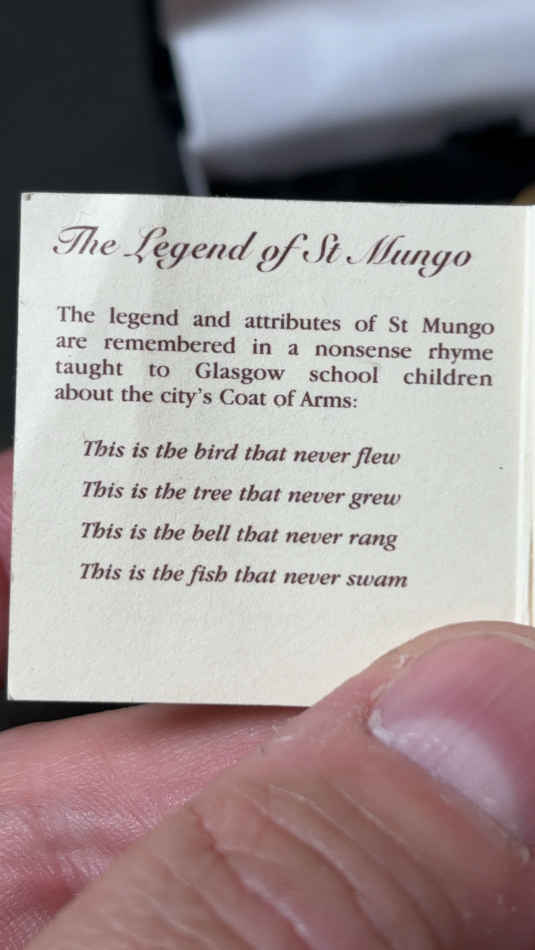 The Legend of St Mungo
The legend and attributes of St Mungo
are remembered in a nonsense rhyme
taught to Glasgow school children
about the city's Coat of Arms:
This is the bird that never flew
This is the tree that never grew
This is the bell that never rang
This is the fish that never swam